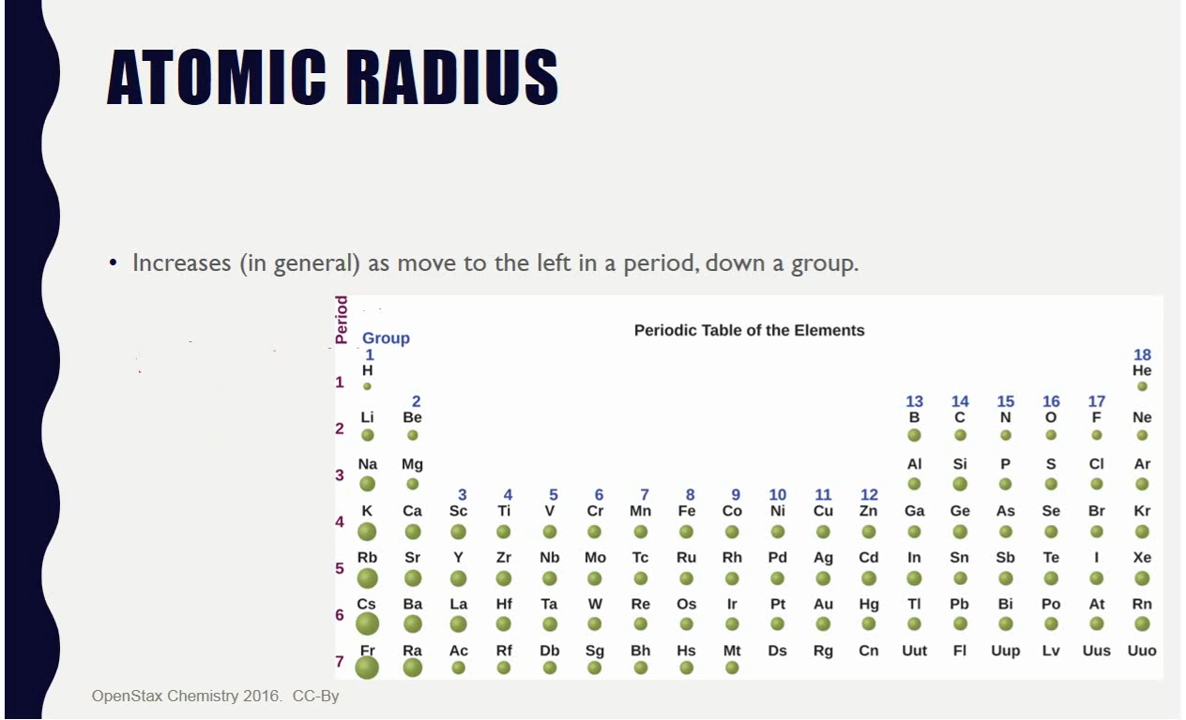 ATOMIC RADIUS
• Increases (in general) as move to the left in a period, down a group.
Periodic Table of the Elements
Period
Group
1 18
H He
1
2 13 14 15 16 17
Li Be B C N O F Ne
2
Na Mg Al Si P S Cl Ar
3
3 4 5 6 7 8 9 10 11 12
K Ca Sc Ti V Cr Mn Fe Co Ni Cu Zn Ga Ge As Se Br Kr
4
Rb Sr Y Zr Nb Mo Tc Ru Rh Pd Ag Cd In Sn Sb Te I Xe
5
Cs Ba La Hf Ta W Re Os Ir Pt Au Hg Tl Pb Bi Po At Rn
6
Fr Ra Ac Rf Db Sg Bh Hs Mt Ds Rg Cn Uut Fl Uup Lv Uus Uuo
7
OpenStax Chemistry 2016. CC-By